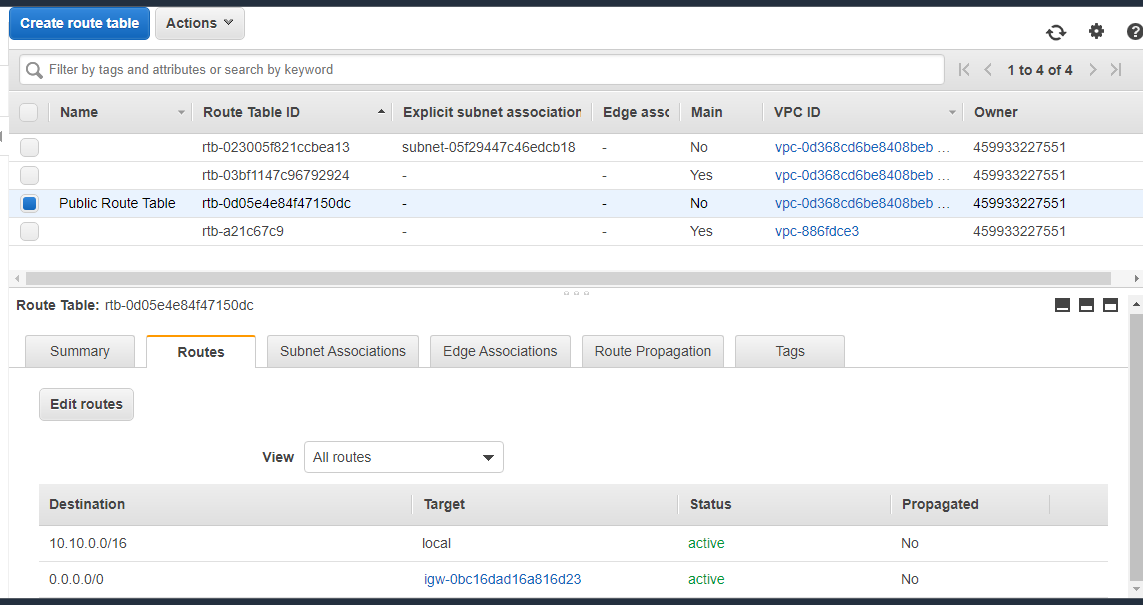 Create route table Actions
Filter by tags and attributes or search by keyword 1 to 4 of 4
Name Route Table ID Explicit subnet association Edge assc Main VPC ID Owner
rtb-023005f821ccbea13 subnet-05f29447c46edcb18 - No vpc-0d368cd6be8408beb ... 459933227551
rtb-03bf1147c96792924 - - Yes vpc-0d368cd6be8408beb ... 459933227551
Public Route Table rtb-0d05e4e84f47150dc - - No vpc-0d368cd6be8408beb ... 459933227551
rtb-a21c67c9 - - Yes vpc-886fdce3 459933227551
Route Table: rtb-0d05e4e84f47150dc
Summary Routes Subnet Associations Edge Associations Route Propagation Tags
Edit routes
View All routes
Destination Target Status Propagated
10.10.0.0/16 local active No
0.0.0.0/0 igw-0bc16dad16a816d23 active No